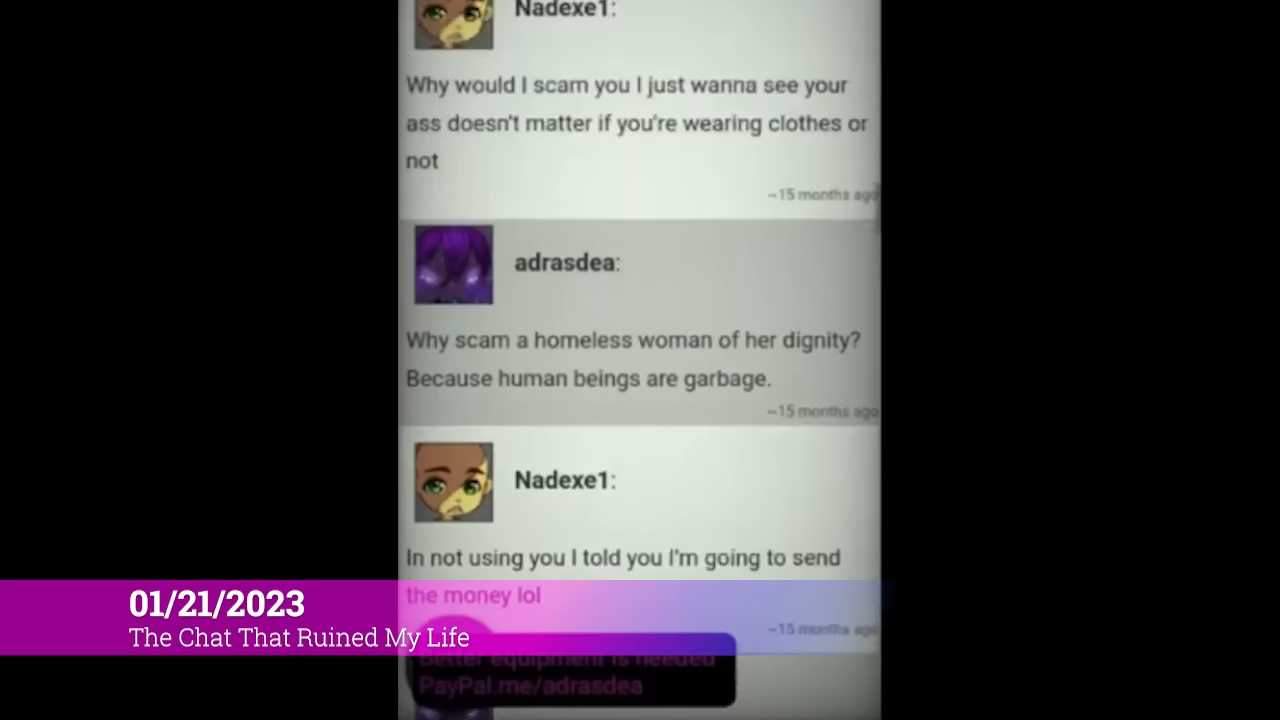 Nadexe1:
Why would I scam you I just wanna see your
ass doesn't matter if you're wearing clothes or
not
~15 months ago
adrasdea:
Why scam a homeless woman of her dignity?
Because human beings are garbage.
~15 months ago
Nadexe1:
In not using you I told you I'm going to send
the money lol
~15 months ago
01/21/2023
The Chat That Ruined My Life
Better equipment is needed
PayPal.me/adrasdea